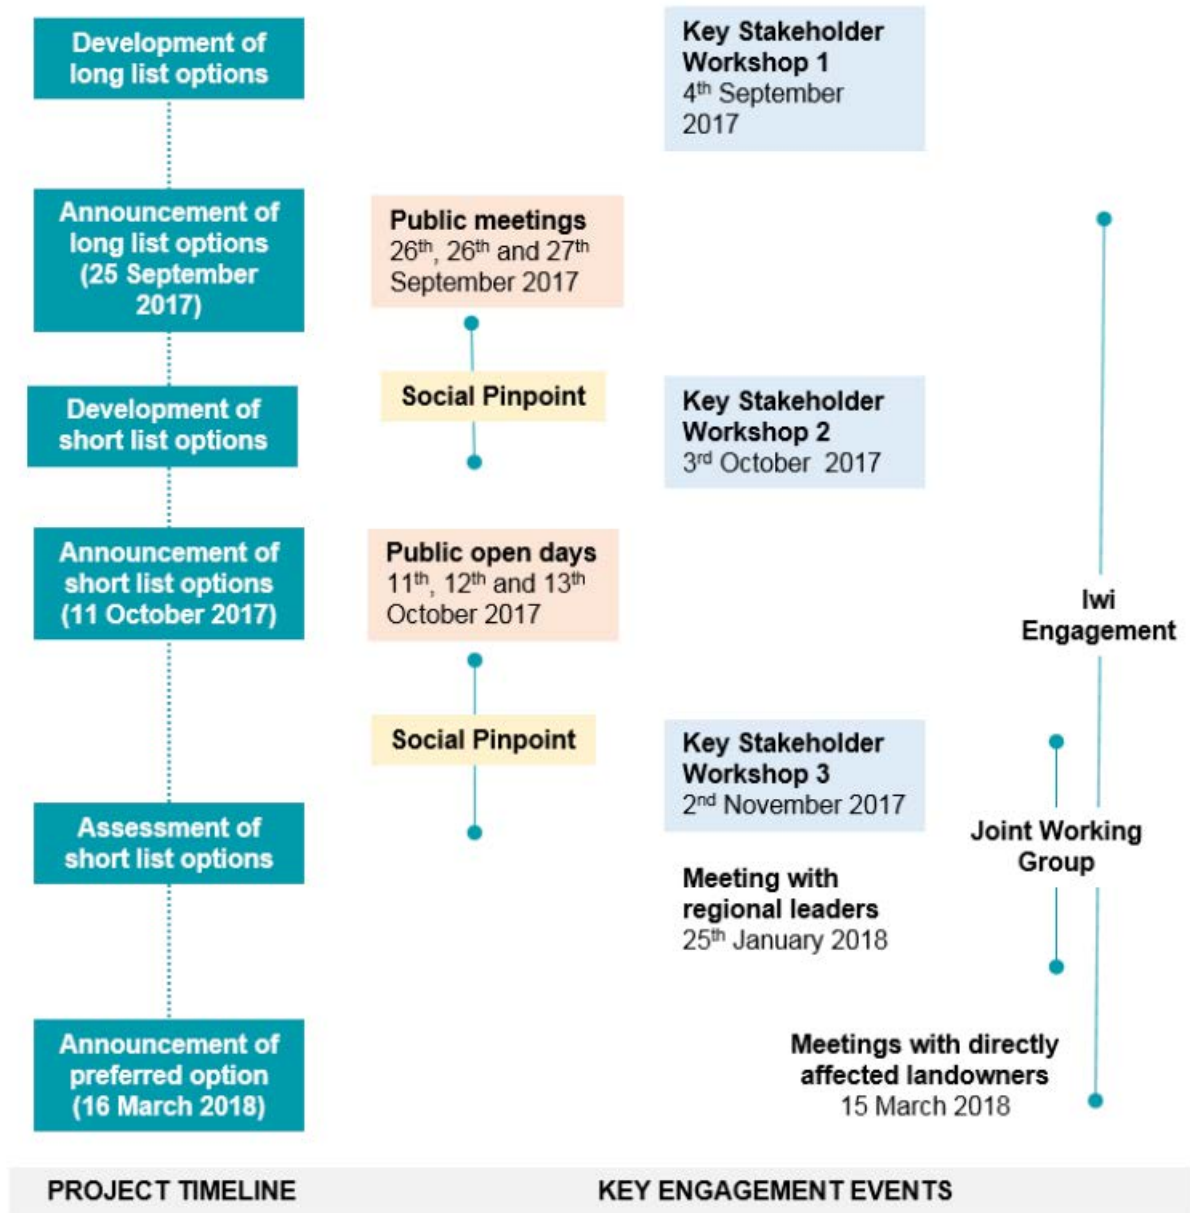 Development of
long list options
Key Stakeholder
Workshop 1
4th September
2017
Announcement of
long list options
(25 September
2017)
Public meetings
26th, 26th and 27th
September 2017
Social Pinpoint
Development of
short list options
Key Stakeholder
Workshop 2
3rd October  2017
Announcement of
short list options
(11 October 2017)
Public open days
11th, 12th and 13th
October 2017
Iwi
Engagement
Social Pinpoint
Key Stakeholder
Workshop 3
2nd November 2017
Assessment of
short list options
Joint Working
Group
Meeting with
regional leaders
25th January 2018
Announcement of
preferred option
(16 March 2018)
Meetings with directly
affected landowners
15 March 2018
PROJECT TIMELINE
KEY ENGAGEMENT EVENTS